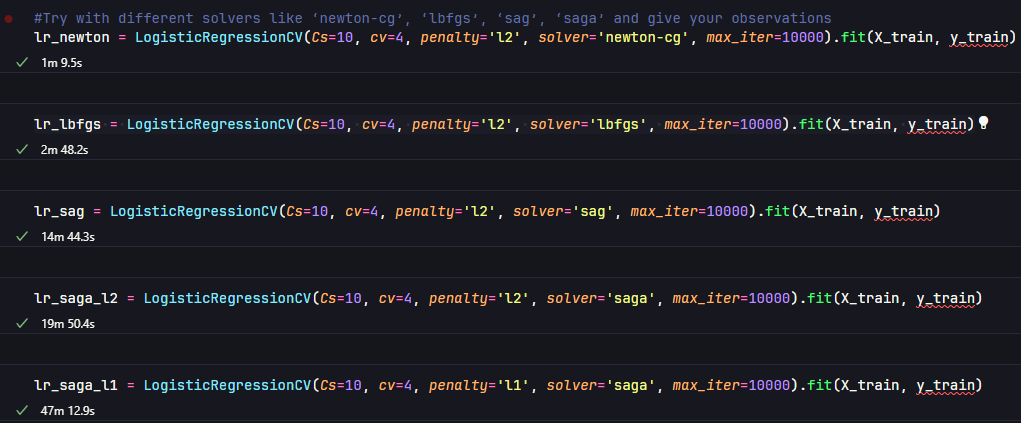 #Try with different solvers like ‘newton-cg’, ‘lbfgs’, ‘sag’, ‘saga’ and give your observations
lr_newton = LogisticRegressionCV(Cs=10, cv=4, penalty='l2', solver='newton-cg', max_iter=10000).fit(X_train, y_train)
1m 9.5s
lr_lbfgs = LogisticRegressionCV(Cs=10, cv=4, penalty='l2', solver='lbfgs', max_iter=10000).fit(X_train, y_train)
2m 48.2s
lr_sag = LogisticRegressionCV(Cs=10, cv=4, penalty='l2', solver='sag', max_iter=10000).fit(X_train, y_train)
14m 44.3s
lr_saga_l2 = LogisticRegressionCV(Cs=10, cv=4, penalty='l2', solver='saga', max_iter=10000).fit(X_train, y_train)
19m 50.4s
lr_saga_l1 = LogisticRegressionCV(Cs=10, cv=4, penalty='l1', solver='saga', max_iter=10000).fit(X_train, y_train)
47m 12.9s